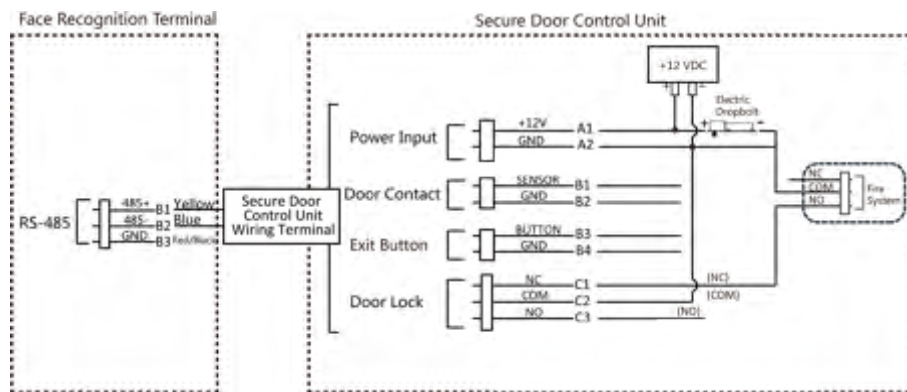 Face Recognition Terminal
Secure Door Control Unit
+12 VDC
+ -
Electric
Dropbolt
+ -
Power Input
+12V A1
GND A2
Door Contact
SENSOR B1
GND B2
Exit Button
BUTTON B3
GND B4
Door Lock
NC C1 (NC)
COM C2 (COM)
NO C3 (NO)
RS-485
485+ B1 Yellow
485- B2 Blue
GND B3 Red/Black
Secure Door
Control Unit
Wiring Terminal
NC
COM
NO
Fire
System